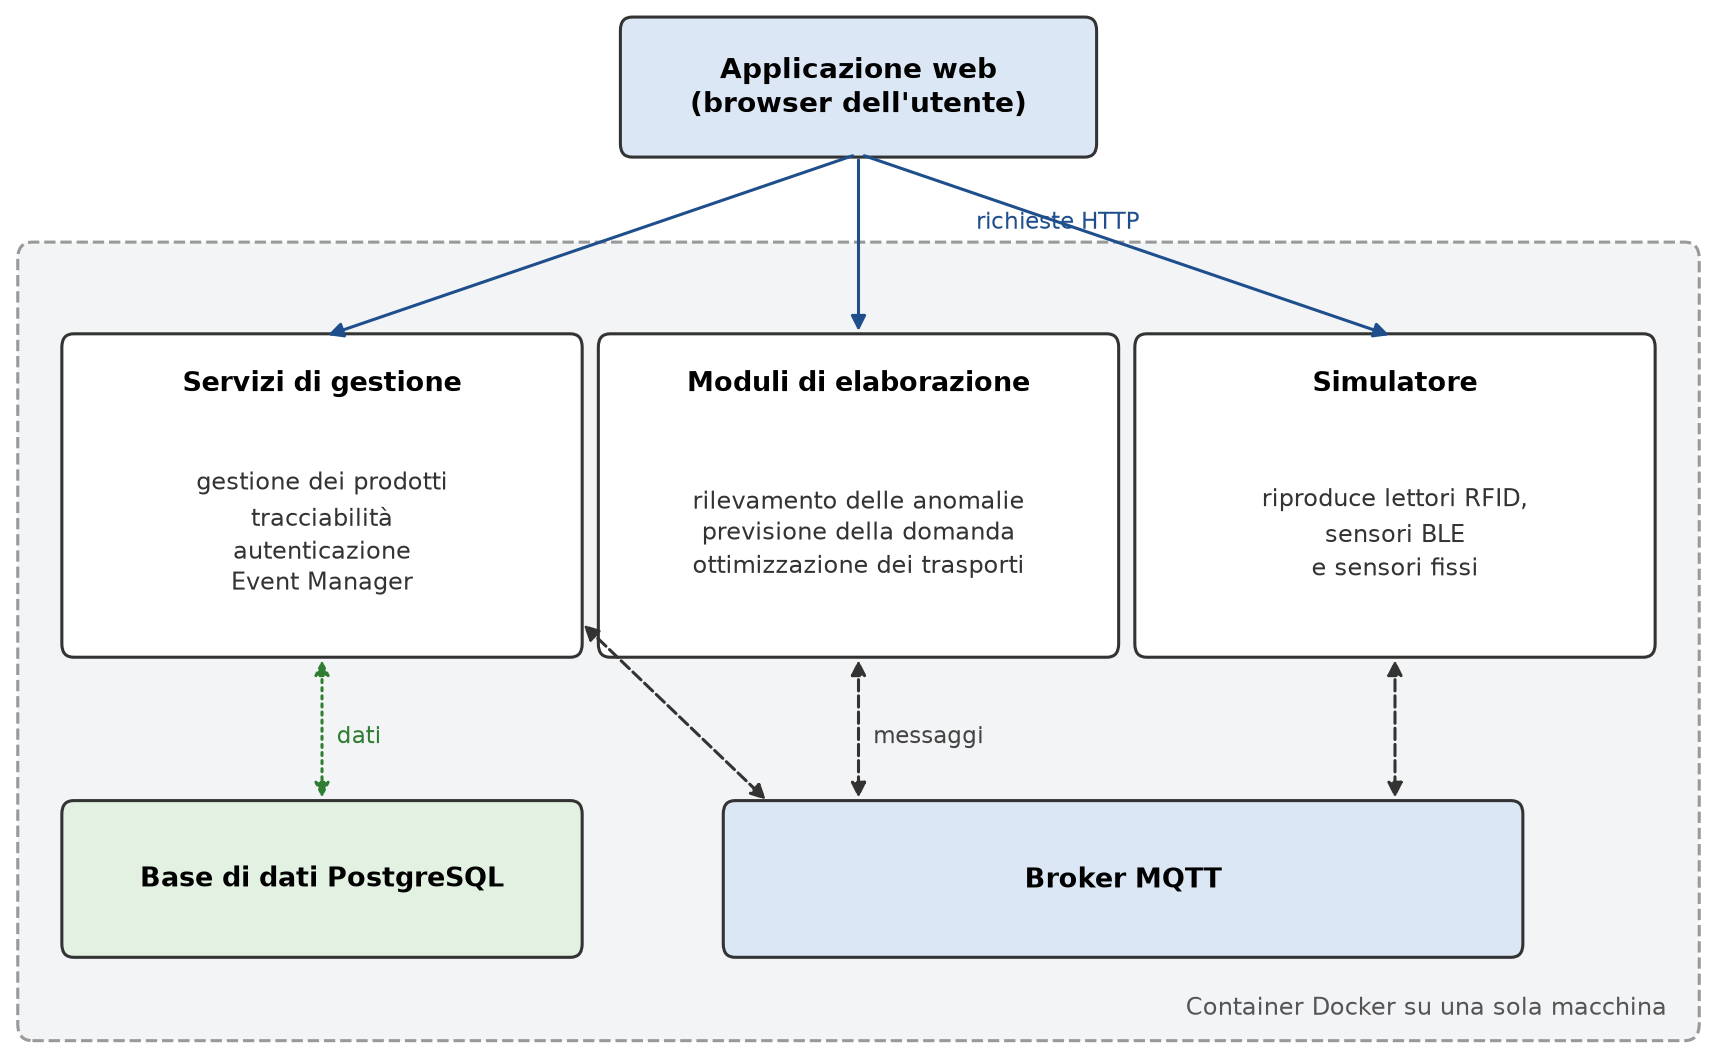 Applicazione web
(browser dell'utente)
richieste HTTP
Servizi di gestione
gestione dei prodotti
tracciabilità
autenticazione
Event Manager
Moduli di elaborazione
rilevamento delle anomalie
previsione della domanda
ottimizzazione dei trasporti
Simulatore
riproduce lettori RFID,
sensori BLE
e sensori fissi
dati
messaggi
Base di dati PostgreSQL
Broker MQTT
Container Docker su una sola macchina